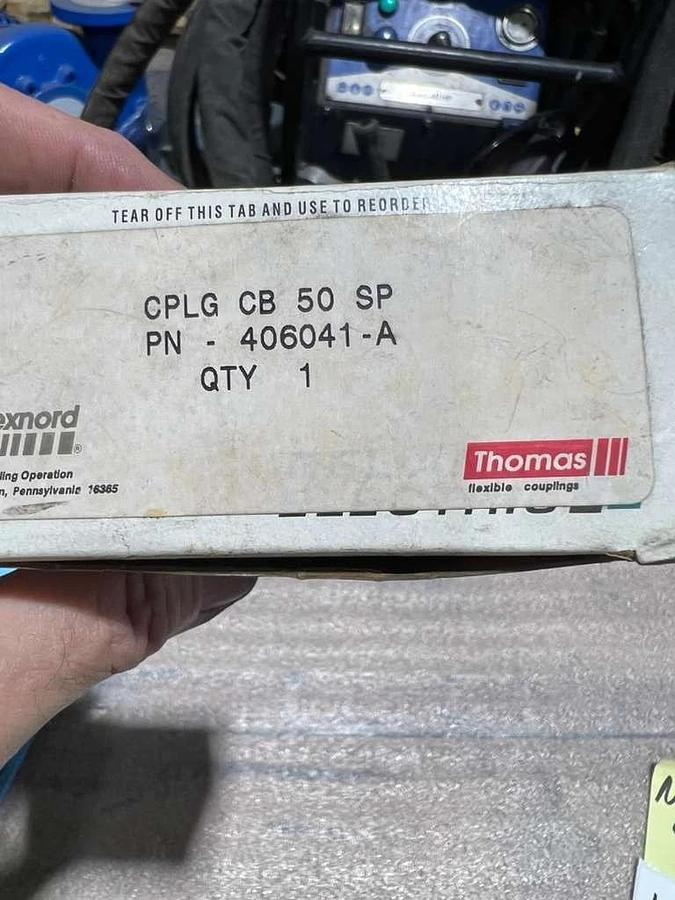 TEAR OFF THIS TAB AND USE TO REORDER
CPLG CB 50 SP
PN - 406041-A
QTY 1
exnord
®
ling Operation
n, Pennsylvania 16365
Thomas
flexible couplings